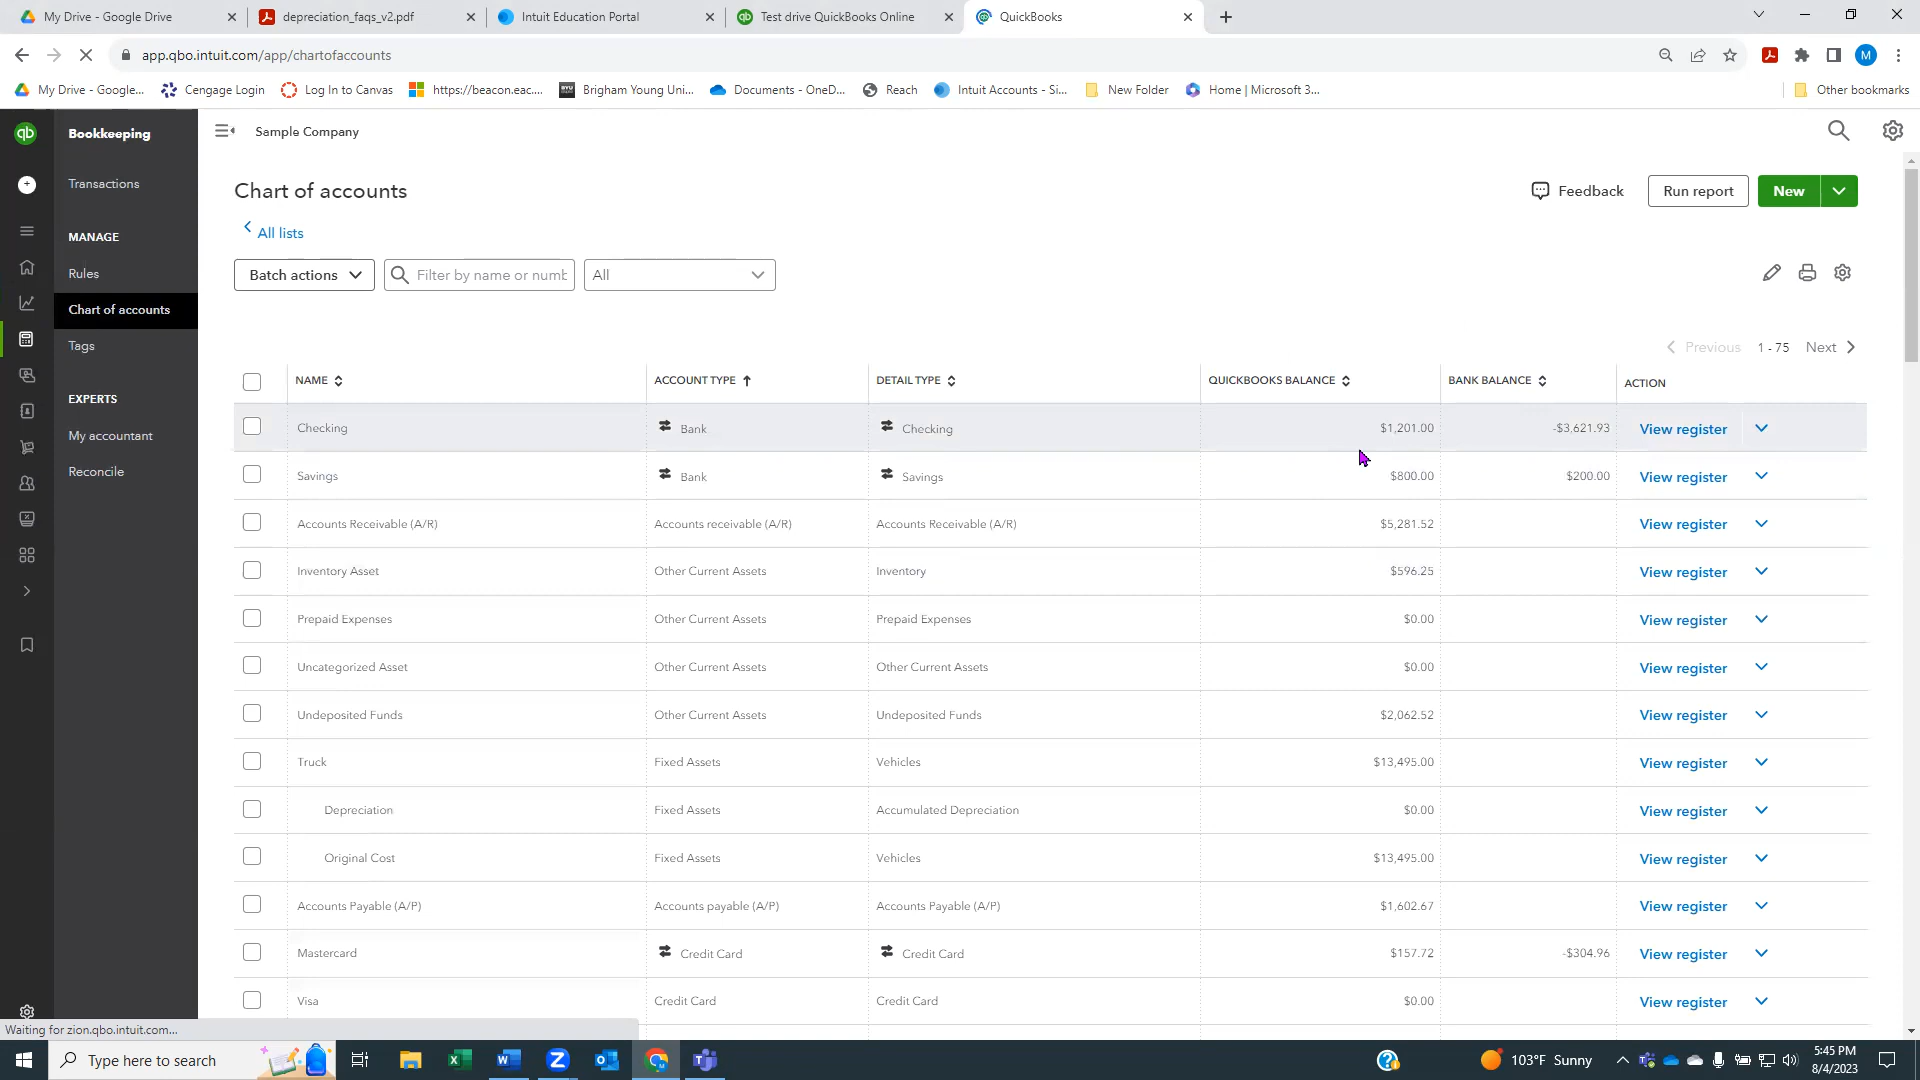 My Drive - Google Drive
depreciation_faqs_v2.pdf
Intuit Education Portal
Test drive QuickBooks Online
QuickBooks
app.qbo.intuit.com/app/chartofaccounts
M
My Drive - Google...
Cengage Login
Log In to Canvas
https://beacon.eac....
BYU
Brigham Young Uni...
Documents - OneD...
Reach
Intuit Accounts - Si...
New Folder
Home | Microsoft 3...
Other bookmarks
qb
Bookkeeping
Sample Company
Transactions
MANAGE
Rules
Chart of accounts
Tags
EXPERTS
My accountant
Reconcile
Chart of accounts
Feedback
Run report
New
All lists
Batch actions
Filter by name or numb
All
Previous 1 - 75 Next
NAME ACCOUNT TYPE DETAIL TYPE QUICKBOOKS BALANCE BANK BALANCE ACTION
Checking Bank Checking $1,201.00 -$3,621.93 View register
Savings Bank Savings $800.00 $200.00 View register
Accounts Receivable (A/R) Accounts receivable (A/R) Accounts Receivable (A/R) $5,281.52 View register
Inventory Asset Other Current Assets Inventory $596.25 View register
Prepaid Expenses Other Current Assets Prepaid Expenses $0.00 View register
Uncategorized Asset Other Current Assets Other Current Assets $0.00 View register
Undeposited Funds Other Current Assets Undeposited Funds $2,062.52 View register
Truck Fixed Assets Vehicles $13,495.00 View register
Depreciation Fixed Assets Accumulated Depreciation $0.00 View register
Original Cost Fixed Assets Vehicles $13,495.00 View register
Accounts Payable (A/P) Accounts payable (A/P) Accounts Payable (A/P) $1,602.67 View register
Mastercard Credit Card Credit Card $157.72 -$304.96 View register
Visa Credit Card Credit Card $0.00 View register
Waiting for zion.qbo.intuit.com...
Type here to search
103°F Sunny
5:45 PM
8/4/2023